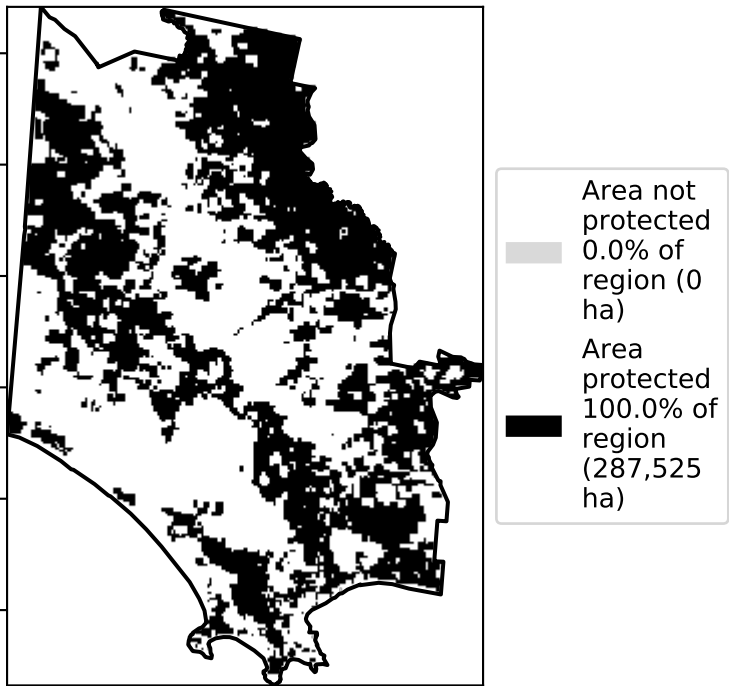 Area not
protected
0.0% of
region (0
ha)
Area
protected
100.0% of
region
(287,525
ha)